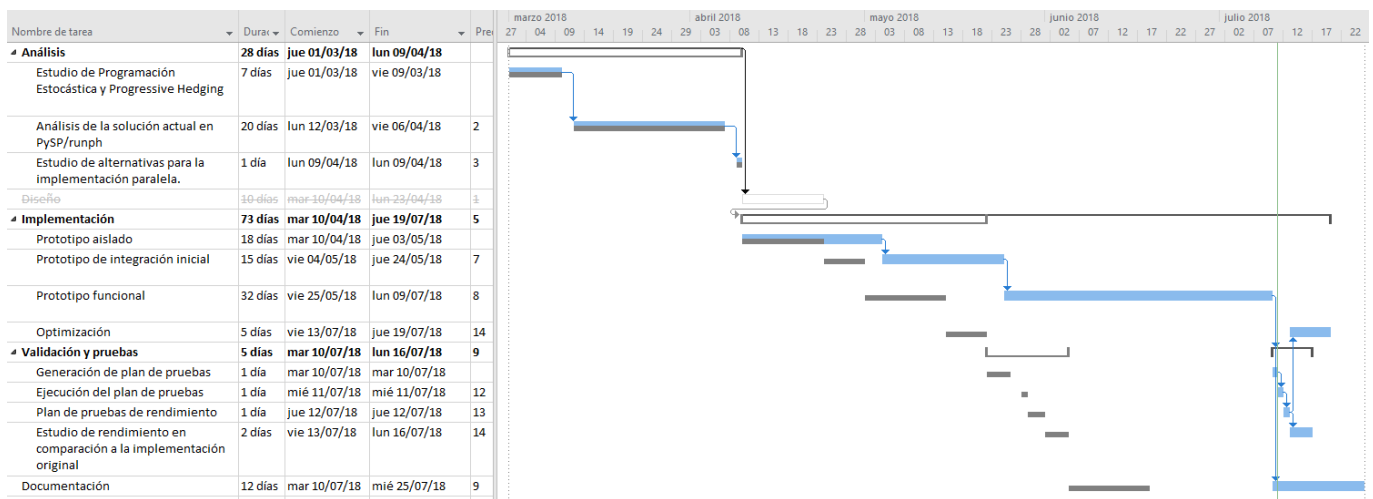 marzo 2018 abril 2018 mayo 2018 junio 2018 julio 2018
Nombre de tarea Durac Comienzo Fin Pre 27 04 09 14 19 24 29 03 08 13 18 23 28 03 08 13 18 23 28 02 07 12 17 22 27 02 07 12 17 22
Análisis 28 días jue 01/03/18 lun 09/04/18
Estudio de Programación 7 días jue 01/03/18 vie 09/03/18
Estocástica y Progressive Hedging
Análisis de la solución actual en 20 días lun 12/03/18 vie 06/04/18 2
PySP/runph
Estudio de alternativas para la 1 día lun 09/04/18 lun 09/04/18 3
implementación paralela.
Diseño 10 días mar 10/04/18 lun 23/04/18 1
Implementación 73 días mar 10/04/18 jue 19/07/18 5
Prototipo aislado 18 días mar 10/04/18 jue 03/05/18
Prototipo de integración inicial 15 días vie 04/05/18 jue 24/05/18 7
Prototipo funcional 32 días vie 25/05/18 lun 09/07/18 8
Optimización 5 días vie 13/07/18 jue 19/07/18 14
Validación y pruebas 5 días mar 10/07/18 lun 16/07/18 9
Generación de plan de pruebas 1 día mar 10/07/18 mar 10/07/18
Ejecución del plan de pruebas 1 día mié 11/07/18 mié 11/07/18 12
Plan de pruebas de rendimiento 1 día jue 12/07/18 jue 12/07/18 13
Estudio de rendimiento en 2 días vie 13/07/18 lun 16/07/18 14
comparación a la implementación
original
Documentación 12 días mar 10/07/18 mié 25/07/18 9